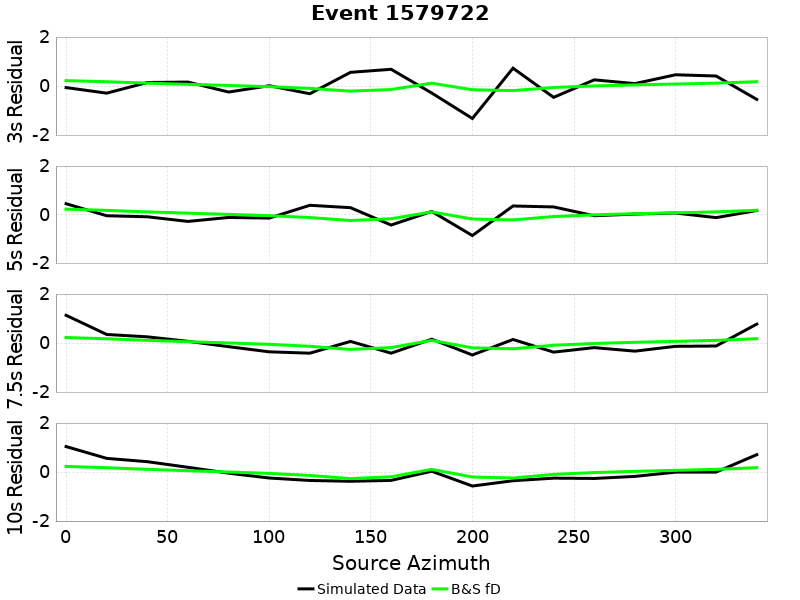 Event 1579722
3s Residual
2
0
-2
5s Residual
2
0
-2
7.5s Residual
2
0
-2
10s Residual
2
0
-2
0 50 100 150 200 250 300
Source Azimuth
Simulated Data B&S fD